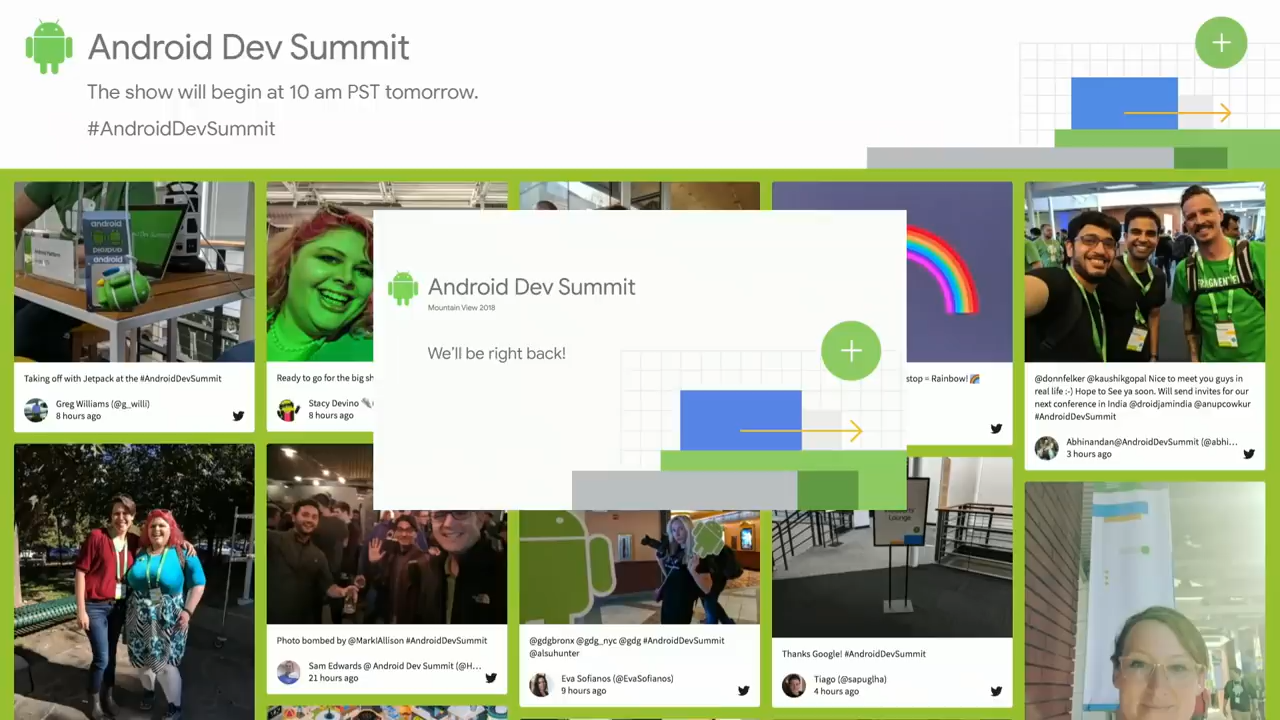 Android Dev Summit
The show will begin at 10 am PST tomorrow.
#AndroidDevSummit
android
android
Taking off with Jetpack at the #AndroidDevSummit
Greg Williams (@g_willi)
8 hours ago
Ready to go for the big sh
Stacy Devino
8 hours ago
Android Dev Summit
Mountain View 2018
We'll be right back!
stop = Rainbow! 🌈
FRAGMENTED
@donnfelker @kaushikgopal Nice to meet you guys in
real life :-) Hope to See ya soon. Will send invites for our
next conference in India @droidjamindia @anupcowkur
#AndroidDevSummit
Abhinandan@AndroidDevSummit (@abhi...
3 hours ago
Photo bombed by @MarkIAllison #AndroidDevSummit
Sam Edwards @ Android Dev Summit (@H...
21 hours ago
@gdgbronx @gdg_nyc @gdg #AndroidDevSummit
@alsuhunter
Eva Sofianos (@EvaSofianos)
9 hours ago
Lounge
Thanks Google! #AndroidDevSummit
Tiago (@sapuglha)
4 hours ago